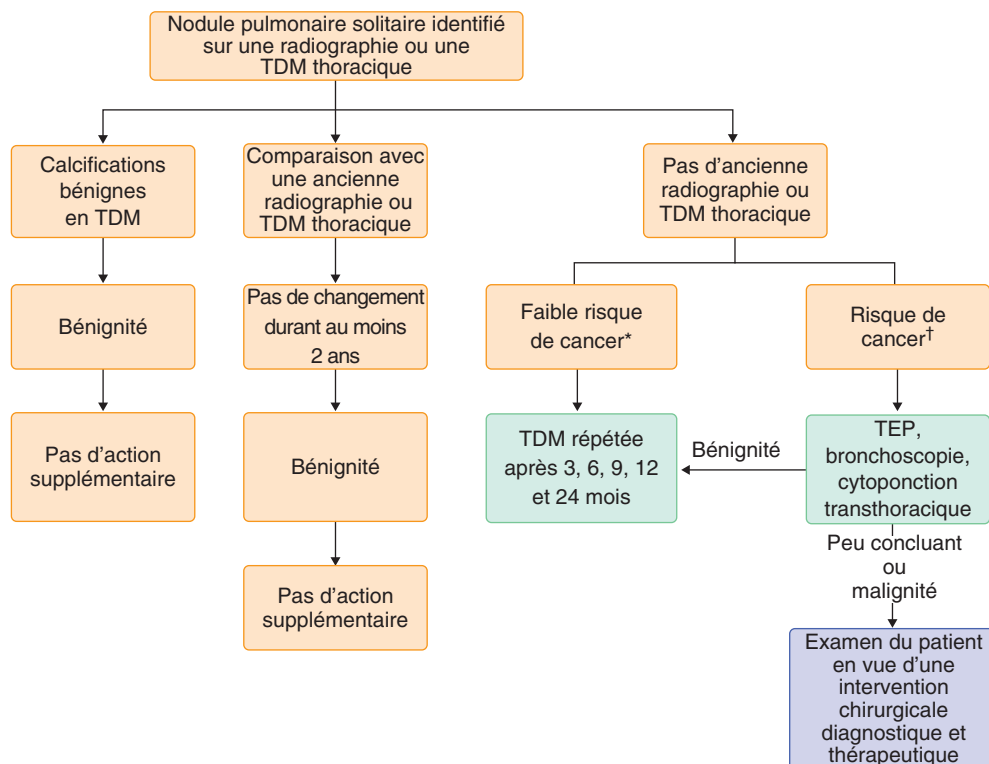 Nodule pulmonaire solitaire identifié
sur une radiographie ou une
TDM thoracique
Calcifications
bénignes
en TDM
Bénignité
Pas d'action
supplémentaire
Comparaison avec
une ancienne
radiographie ou
TDM thoracique
Pas de changement
durant au moins
2 ans
Bénignité
Pas d'action
supplémentaire
Pas d'ancienne
radiographie ou
TDM thoracique
Faible risque
de cancer*
TDM répétée
après 3, 6, 9, 12
et 24 mois
Risque de
cancer†
TEP,
bronchoscopie,
cytoponction
transthoracique
Bénignité
Peu concluant
ou
malignité
Examen du patient
en vue d'une
intervention
chirurgicale
diagnostique et
thérapeutique